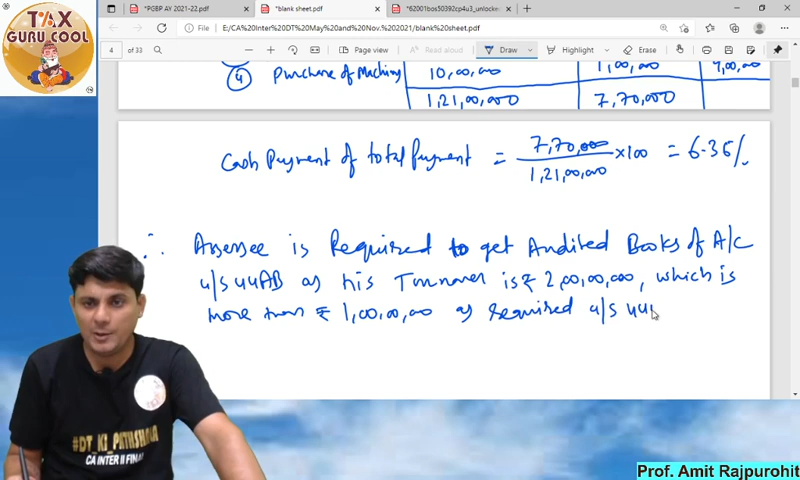 TAX
GURU COOL
*PGBP AY 2021-22.pdf
*blank sheet.pdf
62001bos50392cp4u3_unlocked
E:/CA%20Inter%20DT%20May%20and%20Nov.%202021/blank%20sheet.pdf
4 of 33
Page view
Read aloud
Draw
Highlight
Erase
4 Purchase of Machinery 10,00,000 1,00,000 9,00,000
1,21,00,000 7,70,000
Cash Payment of total Payment = 7,70,000 / 1,21,00,000 × 100 = 6.36%
∴ Assessee is Required to get Audited Books of A/C
u/s 44AB as his Turnover is ₹ 2,00,00,000, which is
more than ₹ 1,00,00,000 as required u/s 44
#DT_KI_PATHSHALA
CA INTER II FINAL
Prof. Amit Rajpurohit